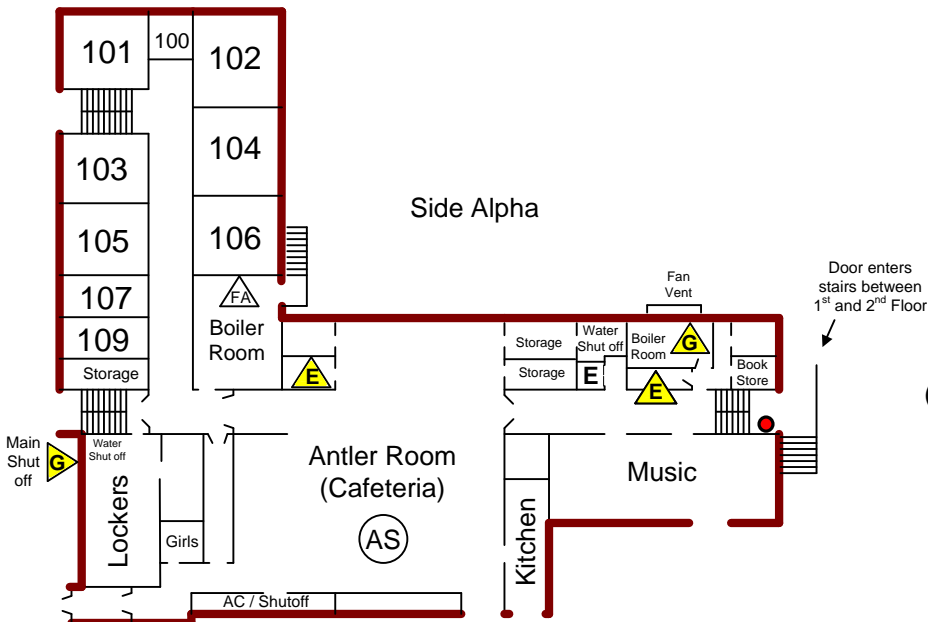 101
100
102
103
104
105
106
107
109
Storage
FA
Boiler
Room
E
Side Alpha
Fan
Vent
Door enters
stairs between
1st and 2nd Floor
Storage
Storage
Water
Shut off
E
Boiler
Room
G
E
Book
Store
Main
Shut
off
G
Water
Shut off
Lockers
Girls
Antler Room
(Cafeteria)
AS
Kitchen
Music
AC / Shutoff